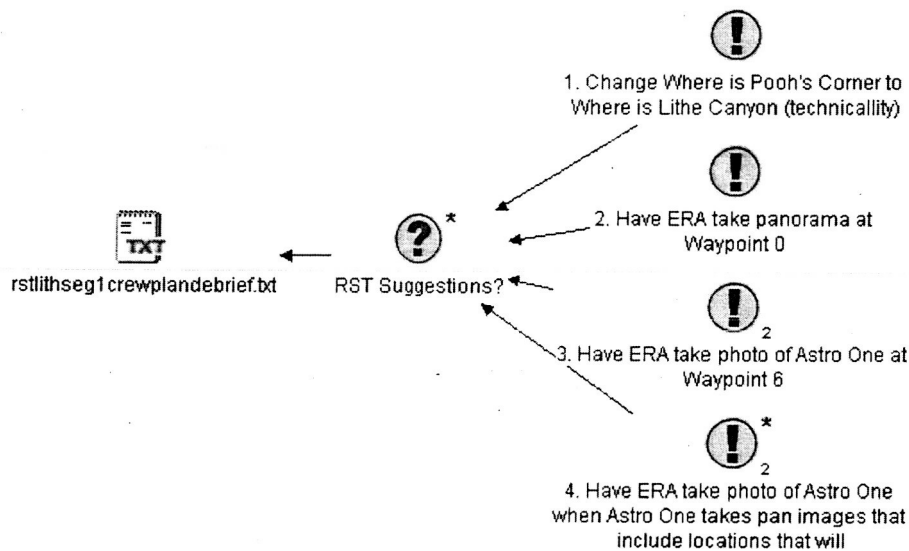 1. Change Where is Pooh's Corner to
Where is Lithe Canyon (technicallity)
2. Have ERA take panorama at
Waypoint 0
TXT
rstlithseg1crewplandebrief.txt
? *
RST Suggestions?
! 2
3. Have ERA take photo of Astro One at
Waypoint 6
! * 2
4. Have ERA take photo of Astro One
when Astro One takes pan images that
include locations that will